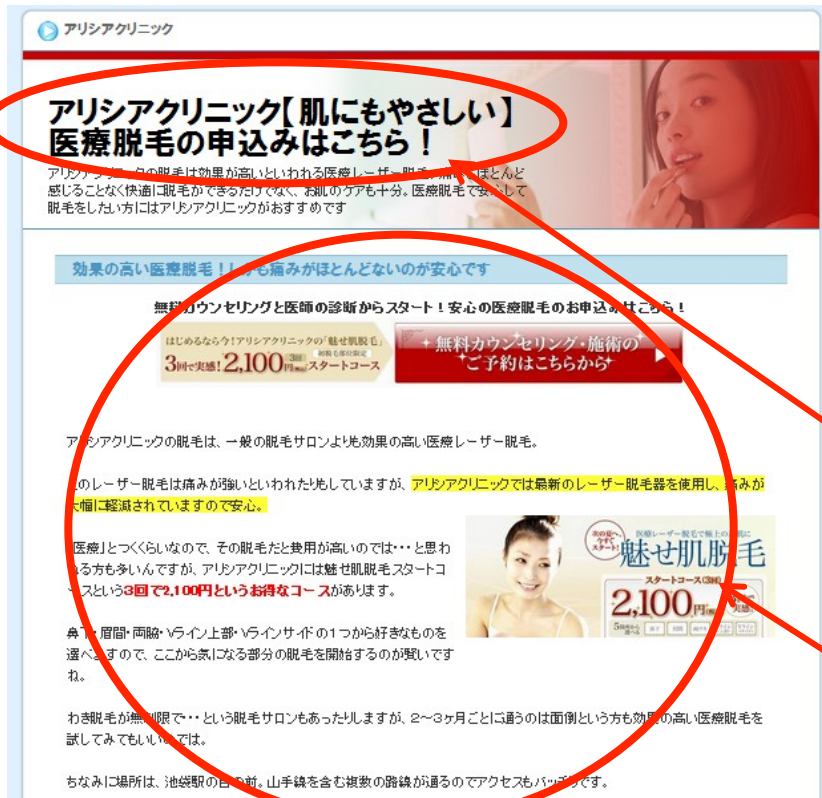 アリシアクリニック
アリシアクリニック【肌にもやさしい】
医療脱毛の申込みはこちら！
アリシアクリニックの脱毛は効果が高いといわれる医療レーザー脱毛。痛みもほとんど
感じることなく快適に脱毛ができるだけでなく、お肌のケアも十分。医療脱毛で安心して
脱毛をしたい方にはアリシアクリニックがおすすめです
効果の高い医療脱毛！しかも痛みがほとんどないのが安心です
無料カウンセリングと医師の診断からスタート！安心の医療脱毛のお申込みはこちら！
はじめるなら今！アリシアクリニックの「魅せ肌脱毛」
3回で実感！2,100円 スタートコース
無料カウンセリング・施術の
ご予約はこちらから
アリシアクリニックの脱毛は、一般の脱毛サロンよりも効果の高い医療レーザー脱毛。
このレーザー脱毛は痛みが強いといわれたりもしていますが、アリシアクリニックでは最新のレーザー脱毛器を使用し、痛みが
大幅に軽減されていますので安心。
「医療」とつくくらいなので、その脱毛だと費用が高いのでは・・・と思わ
れる方も多いんですが、アリシアクリニックには魅せ肌脱毛スタートコ
ースという3回で2,100円というお得なコースがあります。
次の夏へ、
今すぐ
スタート！
医療レーザー脱毛で極上の肌に
魅せ肌脱毛
スタートコース(3回)
2,100円
鼻下・眉間・両脇・Vライン上部・Vラインサイドの1つから好きなものを
選べますので、ここから気になる部分の脱毛を開始するのが賢いです
ね。
わき脱毛が無制限で・・という脱毛サロンもあったりしますが、2～3ヶ月ごとに通うのは面倒という方も効果の高い医療脱毛を
試してみてもいいのでは。
ちなみに場所は、池袋駅の目の前。山手線を含む複数の路線が通るのでアクセスもバッチリです。